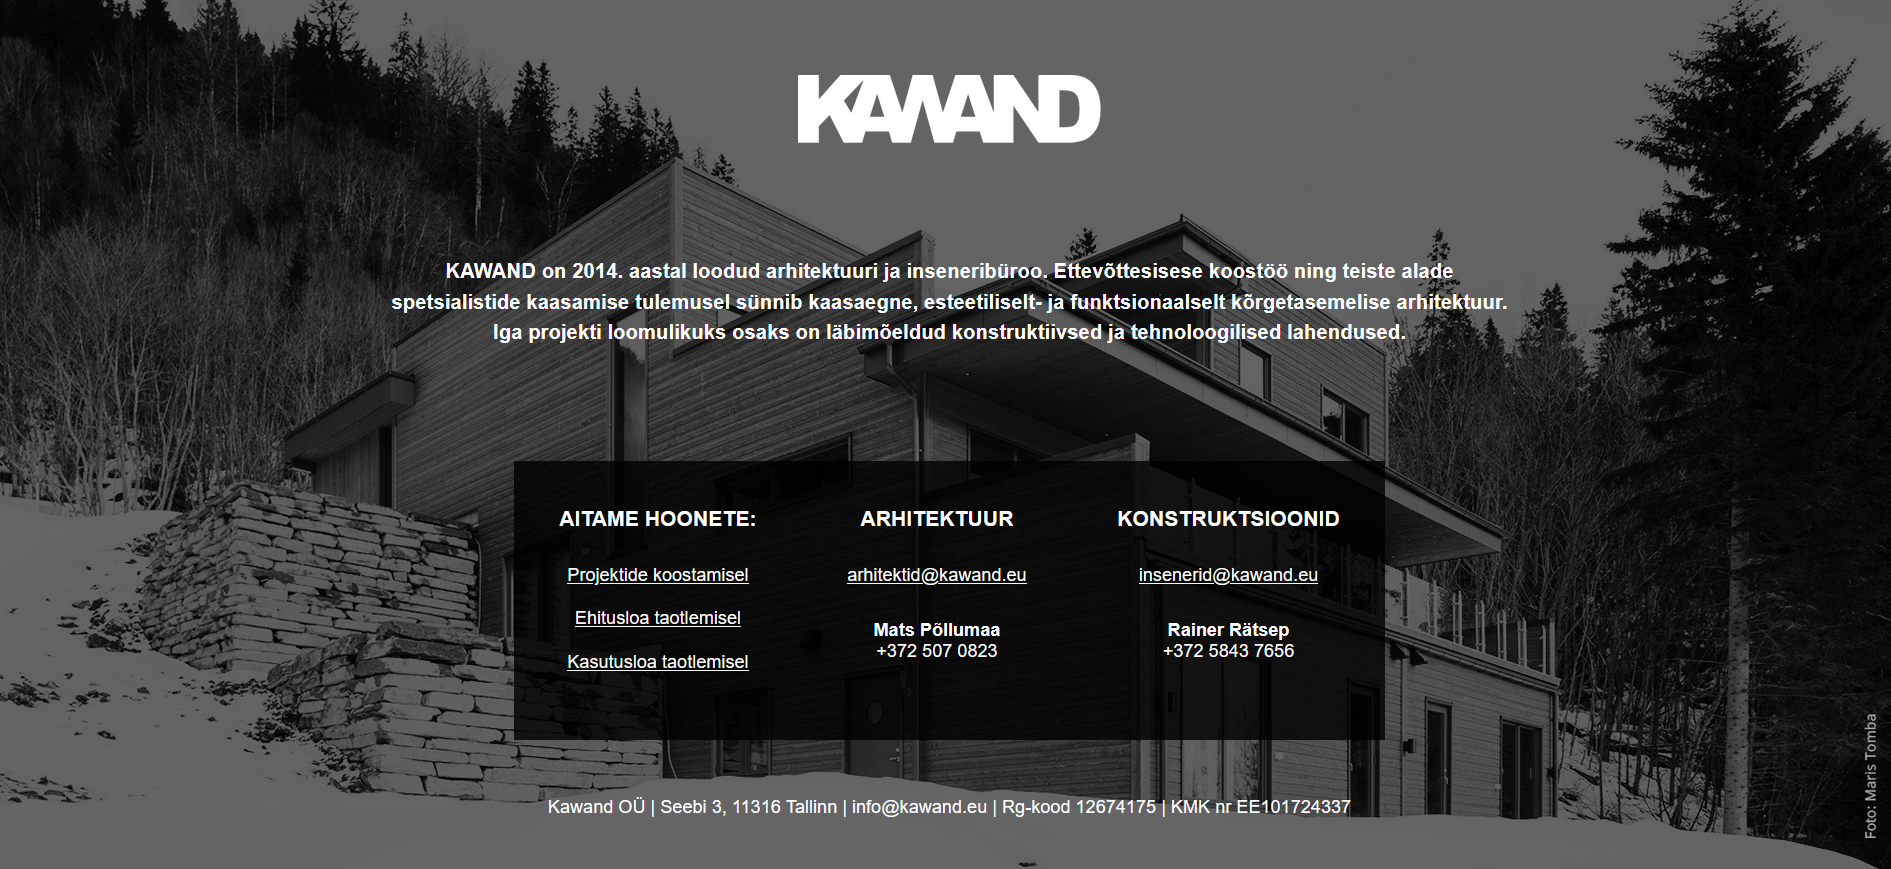 KAWAND
KAWAND on 2014. aastal loodud arhitektuuri ja inseneribüroo. Ettevõttesisese koostöö ning teiste alade
spetsialistide kaasamise tulemusel sünnib kaasaegne, esteetiliselt- ja funktsionaalselt kõrgetasemelise arhitektuur.
Iga projekti loomulikuks osaks on läbimõeldud konstruktiivsed ja tehnoloogilised lahendused.
AITAME HOONETE:
Projektide koostamisel
Ehitusloa taotlemisel
Kasutusloa taotlemisel
ARHITEKTUUR
arhitektid@kawand.eu
Mats Põllumaa
+372 507 0823
KONSTRUKTSIOONID
insenerid@kawand.eu
Rainer Rätsep
+372 5843 7656
Kawand OÜ | Seebi 3, 11316 Tallinn | info@kawand.eu | Rg-kood 12674175 | KMK nr EE101724337
Foto: Maris Tomba